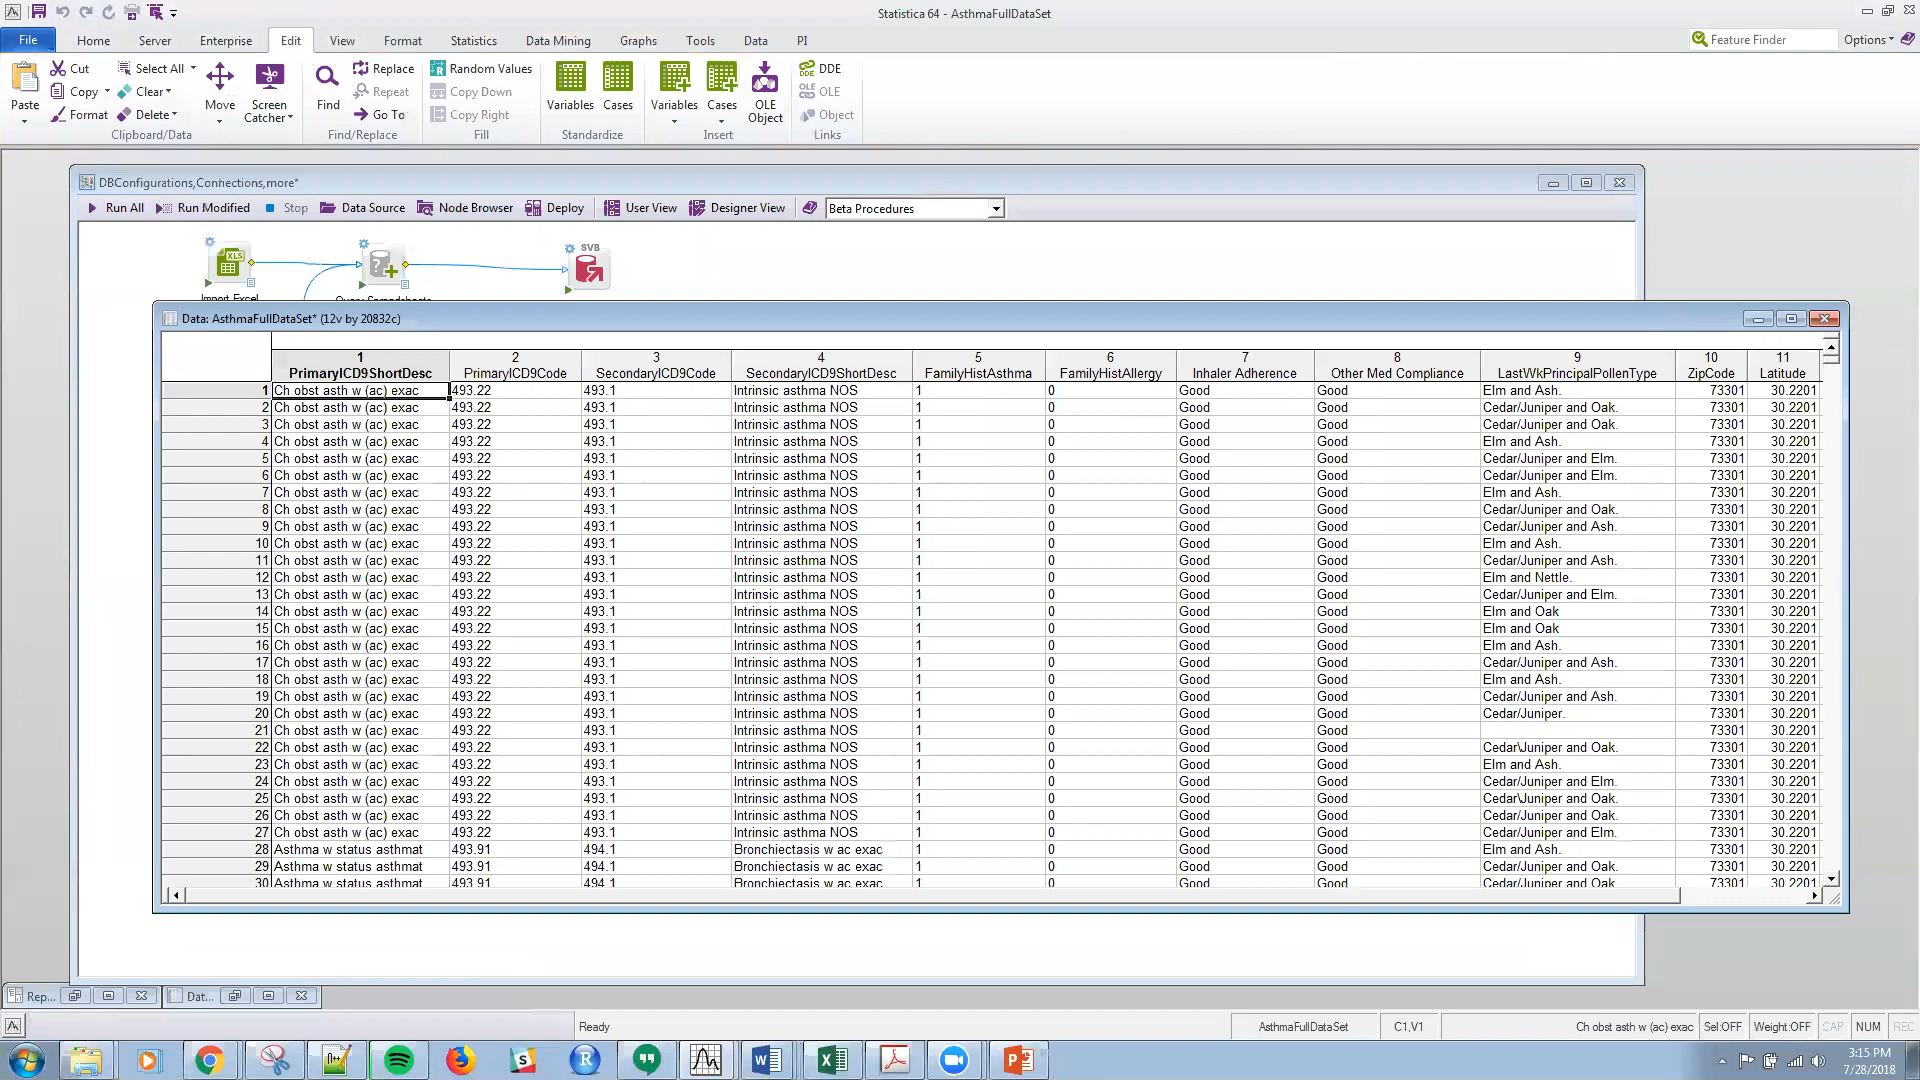 Statistica 64 - AsthmaFullDataSet
File Home Server Enterprise Edit View Format Statistics Data Mining Graphs Tools Data PI Feature Finder Options
Cut Select All Replace Random Values DDE
Copy Clear Repeat Copy Down OLE
Paste Format Delete Move Screen Catcher Find Go To Copy Right Variables Cases Variables Cases OLE Object Object
Clipboard/Data Find/Replace Fill Standardize Insert Links
DBConfigurations,Connections,more*
Run All Run Modified Stop Data Source Node Browser Deploy User View Designer View Beta Procedures
XLS SVB
Import Excel
Data: AsthmaFullDataSet* (12v by 20832c)
1 2 3 4 5 6 7 8 9 10 11
PrimaryICD9ShortDesc PrimaryICD9Code SecondaryICD9Code SecondaryICD9ShortDesc FamilyHistAsthma FamilyHistAllergy Inhaler Adherence Other Med Compliance LastWkPrincipalPollenType ZipCode Latitude
1 Ch obst asth w (ac) exac 493.22 493.1 Intrinsic asthma NOS 1 0 Good Good Elm and Ash. 73301 30.2201
2 Ch obst asth w (ac) exac 493.22 493.1 Intrinsic asthma NOS 1 0 Good Good Cedar/Juniper and Oak. 73301 30.2201
3 Ch obst asth w (ac) exac 493.22 493.1 Intrinsic asthma NOS 1 0 Good Good Cedar/Juniper and Oak. 73301 30.2201
4 Ch obst asth w (ac) exac 493.22 493.1 Intrinsic asthma NOS 1 0 Good Good Elm and Ash. 73301 30.2201
5 Ch obst asth w (ac) exac 493.22 493.1 Intrinsic asthma NOS 1 0 Good Good Cedar/Juniper and Elm. 73301 30.2201
6 Ch obst asth w (ac) exac 493.22 493.1 Intrinsic asthma NOS 1 0 Good Good Cedar/Juniper and Elm. 73301 30.2201
7 Ch obst asth w (ac) exac 493.22 493.1 Intrinsic asthma NOS 1 0 Good Good Elm and Ash. 73301 30.2201
8 Ch obst asth w (ac) exac 493.22 493.1 Intrinsic asthma NOS 1 0 Good Good Cedar/Juniper and Oak. 73301 30.2201
9 Ch obst asth w (ac) exac 493.22 493.1 Intrinsic asthma NOS 1 0 Good Good Cedar/Juniper and Ash. 73301 30.2201
10 Ch obst asth w (ac) exac 493.22 493.1 Intrinsic asthma NOS 1 0 Good Good Elm and Ash. 73301 30.2201
11 Ch obst asth w (ac) exac 493.22 493.1 Intrinsic asthma NOS 1 0 Good Good Cedar/Juniper and Ash. 73301 30.2201
12 Ch obst asth w (ac) exac 493.22 493.1 Intrinsic asthma NOS 1 0 Good Good Elm and Nettle. 73301 30.2201
13 Ch obst asth w (ac) exac 493.22 493.1 Intrinsic asthma NOS 1 0 Good Good Cedar/Juniper and Elm. 73301 30.2201
14 Ch obst asth w (ac) exac 493.22 493.1 Intrinsic asthma NOS 1 0 Good Good Elm and Oak 73301 30.2201
15 Ch obst asth w (ac) exac 493.22 493.1 Intrinsic asthma NOS 1 0 Good Good Elm and Oak 73301 30.2201
16 Ch obst asth w (ac) exac 493.22 493.1 Intrinsic asthma NOS 1 0 Good Good Elm and Ash. 73301 30.2201
17 Ch obst asth w (ac) exac 493.22 493.1 Intrinsic asthma NOS 1 0 Good Good Cedar/Juniper and Ash. 73301 30.2201
18 Ch obst asth w (ac) exac 493.22 493.1 Intrinsic asthma NOS 1 0 Good Good Elm and Ash. 73301 30.2201
19 Ch obst asth w (ac) exac 493.22 493.1 Intrinsic asthma NOS 1 0 Good Good Cedar/Juniper and Ash. 73301 30.2201
20 Ch obst asth w (ac) exac 493.22 493.1 Intrinsic asthma NOS 1 0 Good Good Cedar/Juniper. 73301 30.2201
21 Ch obst asth w (ac) exac 493.22 493.1 Intrinsic asthma NOS 1 0 Good Good 73301 30.2201
22 Ch obst asth w (ac) exac 493.22 493.1 Intrinsic asthma NOS 1 0 Good Good Cedar\Juniper and Oak. 73301 30.2201
23 Ch obst asth w (ac) exac 493.22 493.1 Intrinsic asthma NOS 1 0 Good Good Elm and Ash. 73301 30.2201
24 Ch obst asth w (ac) exac 493.22 493.1 Intrinsic asthma NOS 1 0 Good Good Cedar/Juniper and Elm. 73301 30.2201
25 Ch obst asth w (ac) exac 493.22 493.1 Intrinsic asthma NOS 1 0 Good Good Cedar\Juniper and Oak. 73301 30.2201
26 Ch obst asth w (ac) exac 493.22 493.1 Intrinsic asthma NOS 1 0 Good Good Cedar/Juniper and Oak. 73301 30.2201
27 Ch obst asth w (ac) exac 493.22 493.1 Intrinsic asthma NOS 1 0 Good Good Cedar/Juniper and Elm. 73301 30.2201
28 Asthma w status asthmat 493.91 494.1 Bronchiectasis w ac exac 1 0 Good Good Elm and Ash. 73301 30.2201
29 Asthma w status asthmat 493.91 494.1 Bronchiectasis w ac exac 1 0 Good Good Cedar/Juniper and Oak. 73301 30.2201
30 Asthma w status asthmat 493.91 494.1 Bronchiectasis w ac exac 1 0 Good Good Cedar/Juniper and Oak 73301 30.2201
Rep... Dat...
Ready AsthmaFullDataSet C1,V1 Ch obst asth w (ac) exac Sel:OFF Weight:OFF CAP NUM REC
3:15 PM
7/28/2018